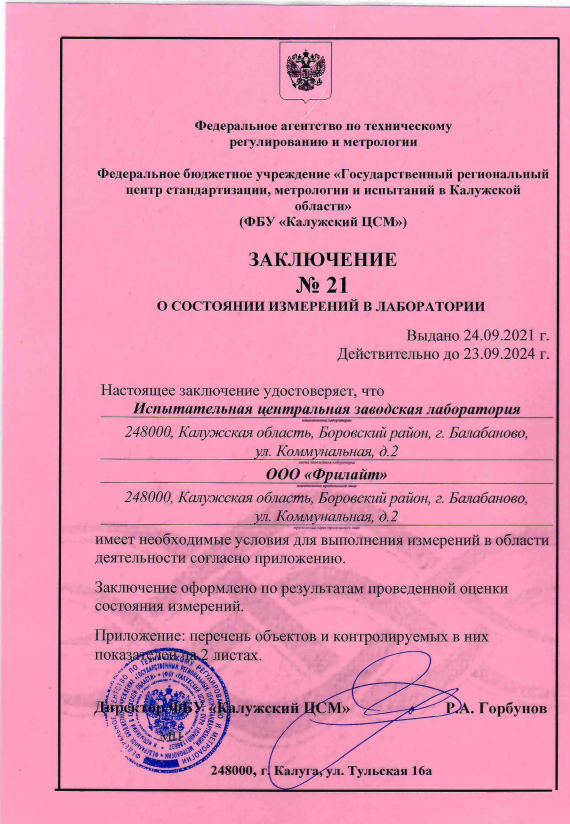 Федеральное агентство по техническому
регулированию и метрологии
Федеральное бюджетное учреждение «Государственный региональный
центр стандартизации, метрологии и испытаний в Калужской
области»
(ФБУ «Калужский ЦСМ»)
ЗАКЛЮЧЕНИЕ
№ 21
О СОСТОЯНИИ ИЗМЕРЕНИЙ В ЛАБОРАТОРИИ
Выдано 24.09.2021 г.
Действительно до 23.09.2024 г.
Настоящее заключение удостоверяет, что
Испытательная центральная заводская лаборатория
248000, Калужская область, Боровский район, г. Балабаново,
ул. Коммунальная, д.2
ООО «Фрилайт»
248000, Калужская область, Боровский район, г. Балабаново,
ул. Коммунальная, д.2
имеет необходимые условия для выполнения измерений в области
деятельности согласно приложению.
Заключение оформлено по результатам проведенной оценки
состояния измерений.
Приложение: перечень объектов и контролируемых в них
показателей на 2 листах.
Директор ФБУ «Калужский ЦСМ» Р.А. Горбунов
МП
248000, г. Калуга, ул. Тульская 16а